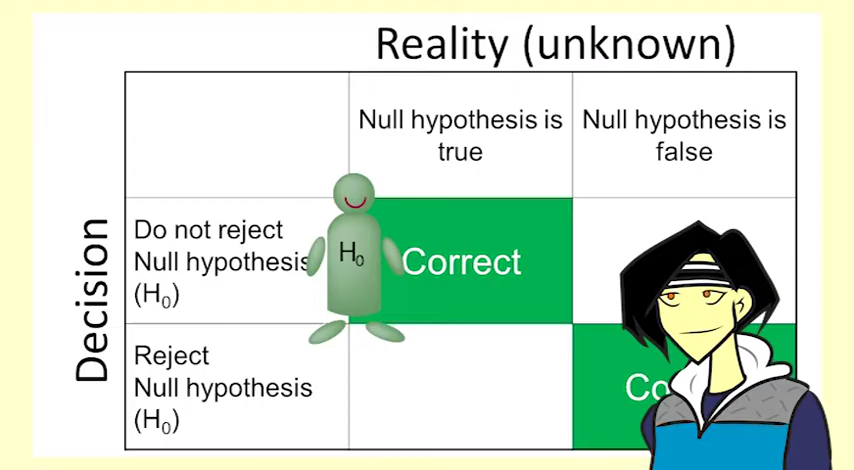 Reality (unknown)
Null hypothesis is
true
Null hypothesis is
false
Decision
Do not reject
Null hypothesis
(H₀)
H₀
Correct
Reject
Null hypothesis
(H₀)
Co